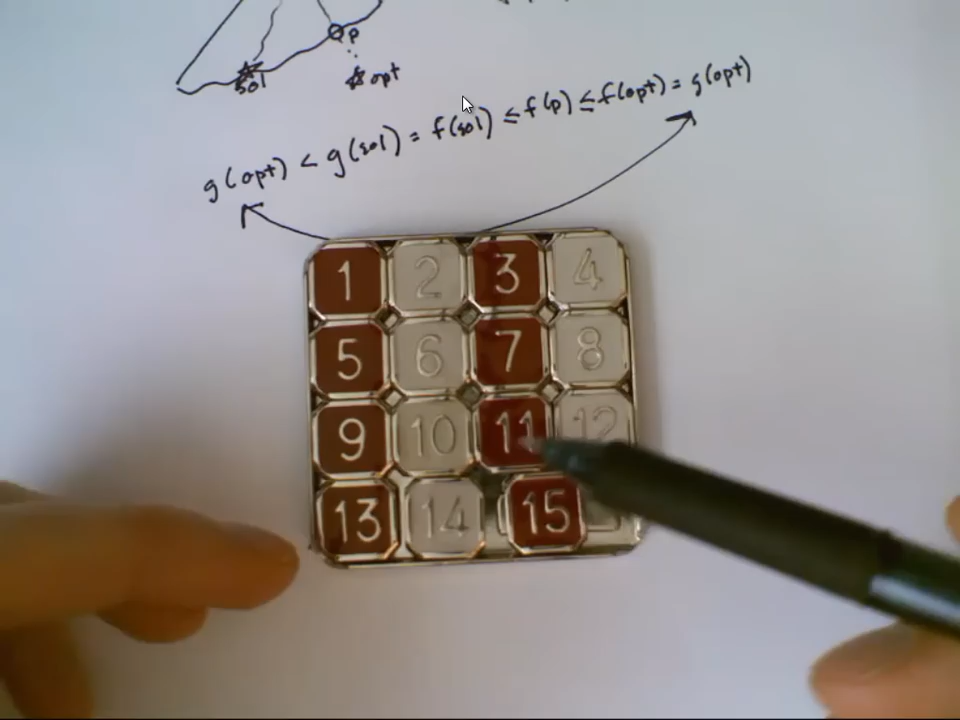 P
sol
opt
g(opt) < g(sol) = f(sol) ≤ f(p) ≤ f(opt) = g(opt)
1 2 3 4
5 6 7 8
9 10 11 12
13 14 15